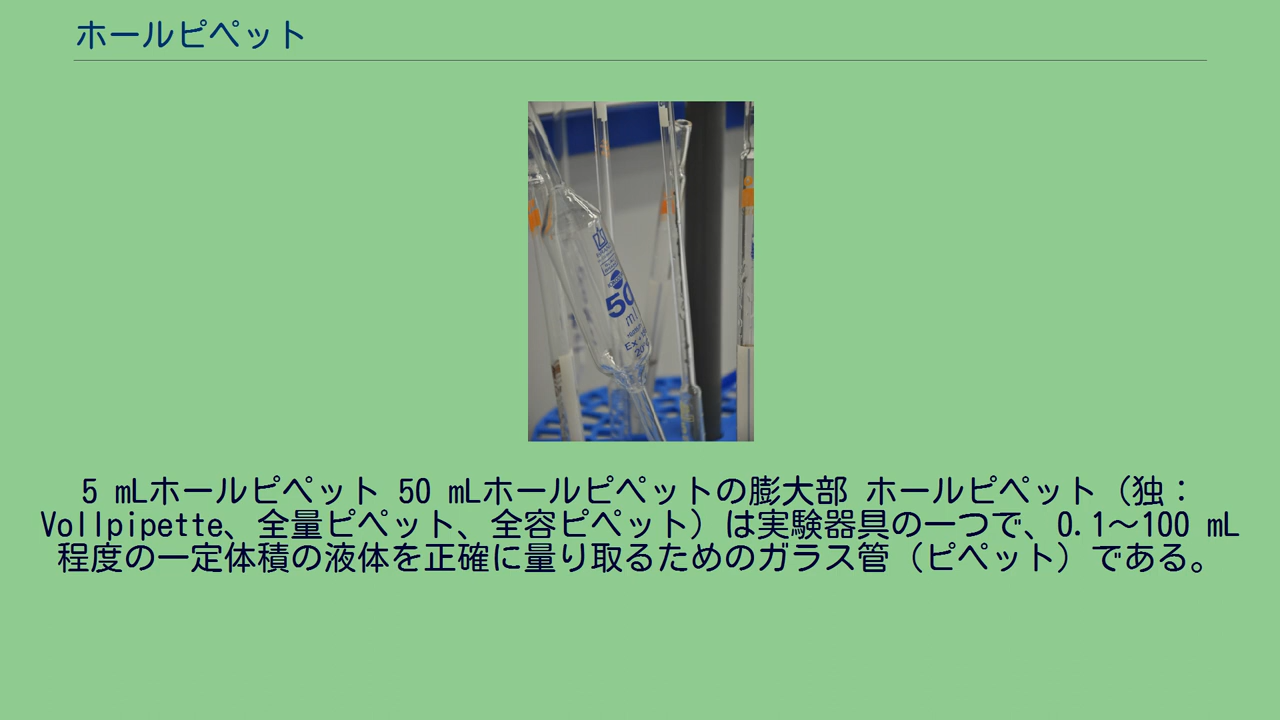 ホールピペット
50
ml
5 mLホールピペット 50 mLホールピペットの膨大部 ホールピペット（独：
Vollpipette、全量ピペット、全容ピペット）は実験器具の一つで、0.1～100 mL
程度の一定体積の液体を正確に量り取るためのガラス管（ピペット）である。